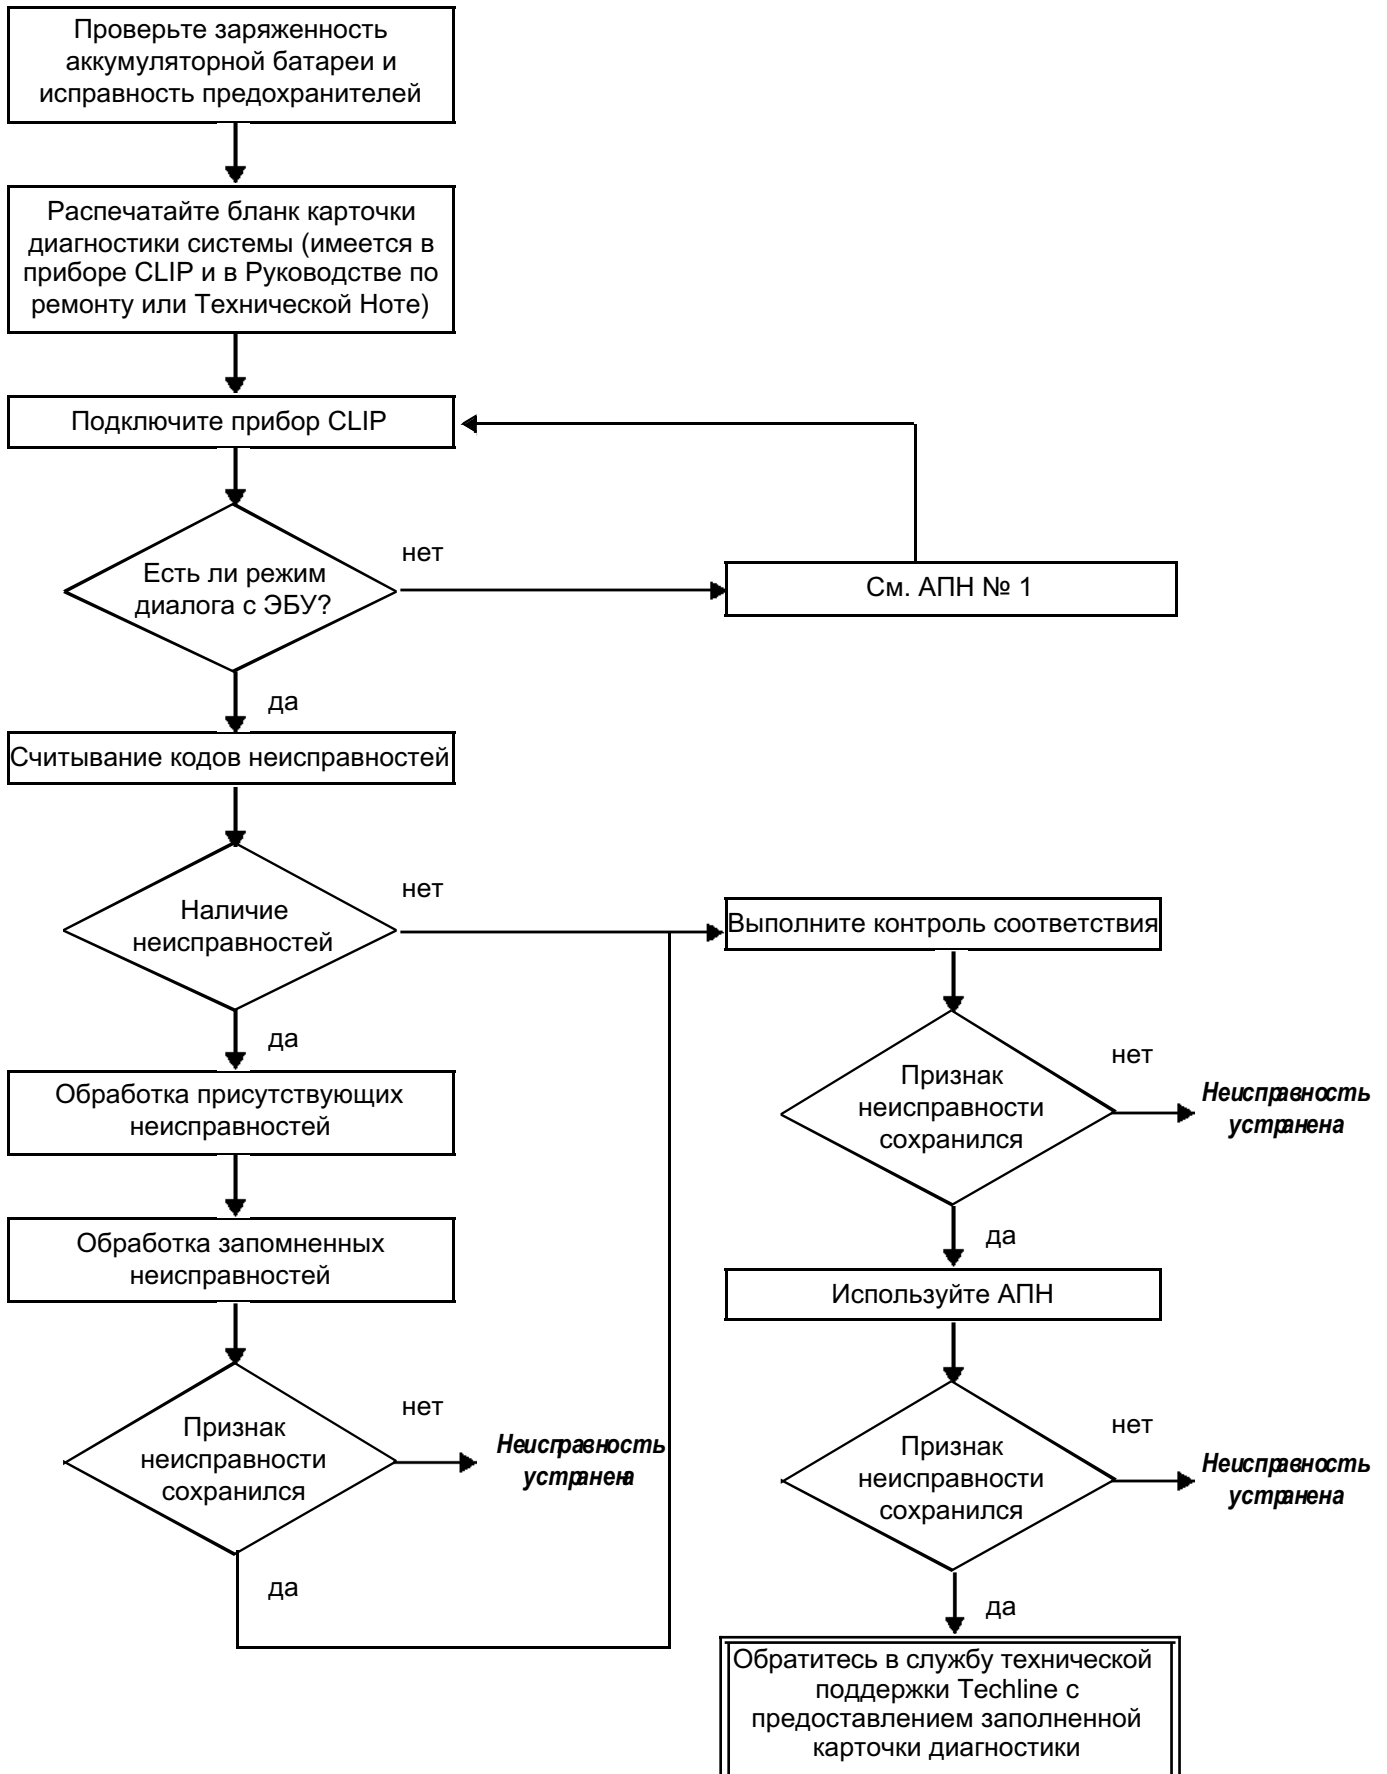 Проверьте заряженность
аккумуляторной батареи и
исправность предохранителей
Распечатайте бланк карточки
диагностики системы (имеется в
приборе CLIP и в Руководстве по
ремонту или Технической Ноте)
Подключите прибор CLIP
Есть ли режим
диалога с ЭБУ?
нет
См. АПН № 1
да
Считывание кодов неисправностей
Наличие
неисправностей
нет
да
Обработка присутствующих
неисправностей
Обработка запомненных
неисправностей
Признак
неисправности
сохранился
нет
Неисправность
устранена
да
Выполните контроль соответствия
Признак
неисправности
сохранился
нет
Неисправность
устранена
да
Используйте АПН
Признак
неисправности
сохранился
нет
Неисправность
устранена
да
Обратитесь в службу технической
поддержки Techline с
предоставлением заполненной
карточки диагностики